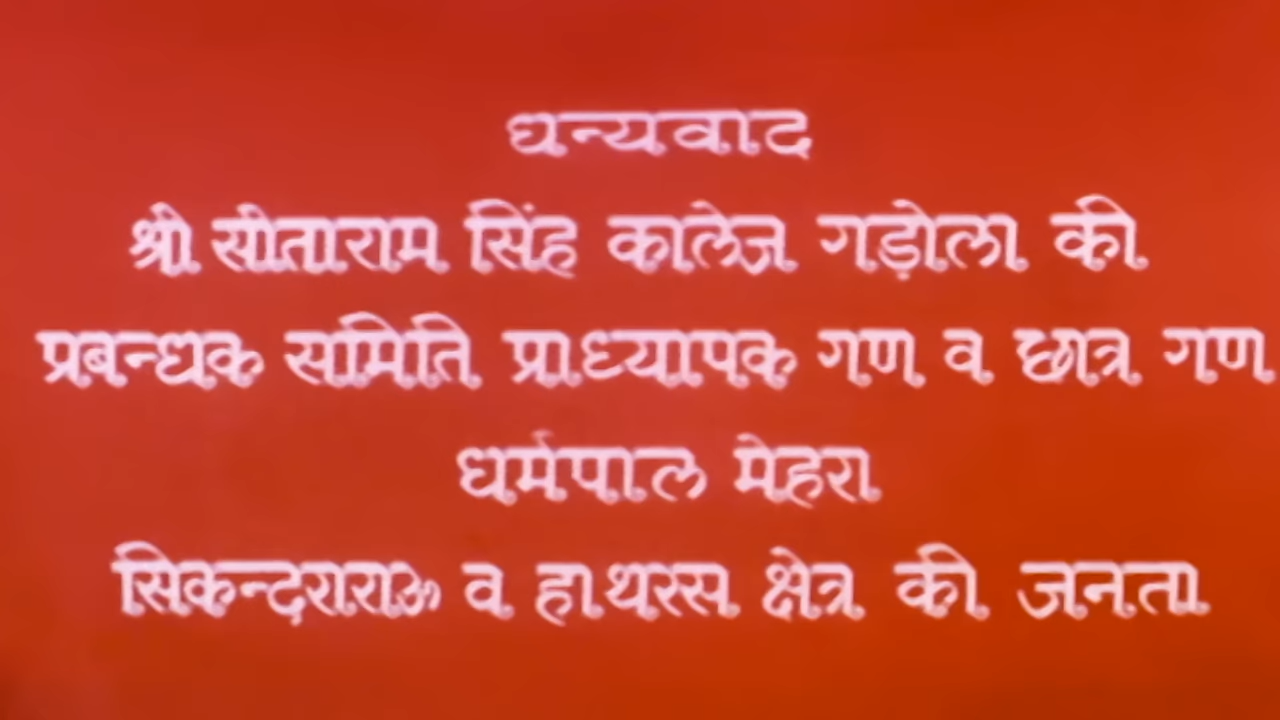 धन्यवाद
श्री सीताराम सिंह कालेज गड़ोला की
प्रबन्धक समिति प्राध्यापक गण व छात्र गण
धर्मपाल मेहरा
सिकन्दराराऊ व हाथरस क्षेत्र की जनता